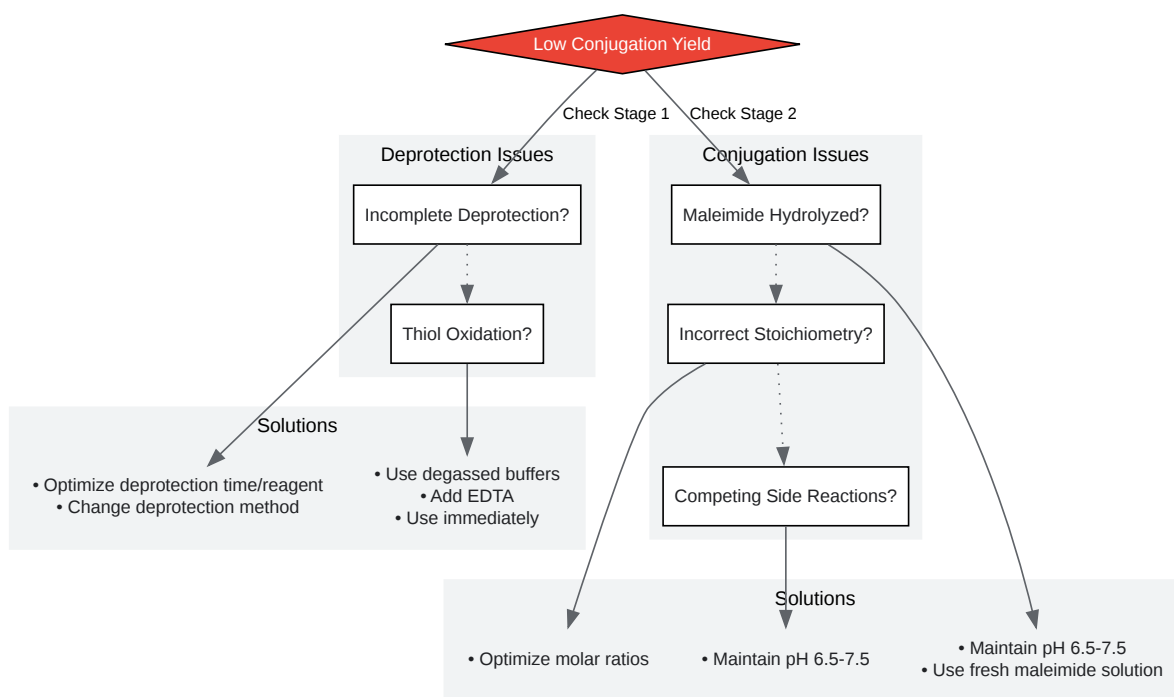 Low Conjugation Yield
Check Stage 1
Check Stage 2
Deprotection Issues
Incomplete Deprotection?
Thiol Oxidation?
Conjugation Issues
Maleimide Hydrolyzed?
Incorrect Stoichiometry?
Competing Side Reactions?
Solutions
• Optimize deprotection time/reagent
• Change deprotection method
• Use degassed buffers
• Add EDTA
• Use immediately
Solutions
• Optimize molar ratios
• Maintain pH 6.5-7.5
• Maintain pH 6.5-7.5
• Use fresh maleimide solution